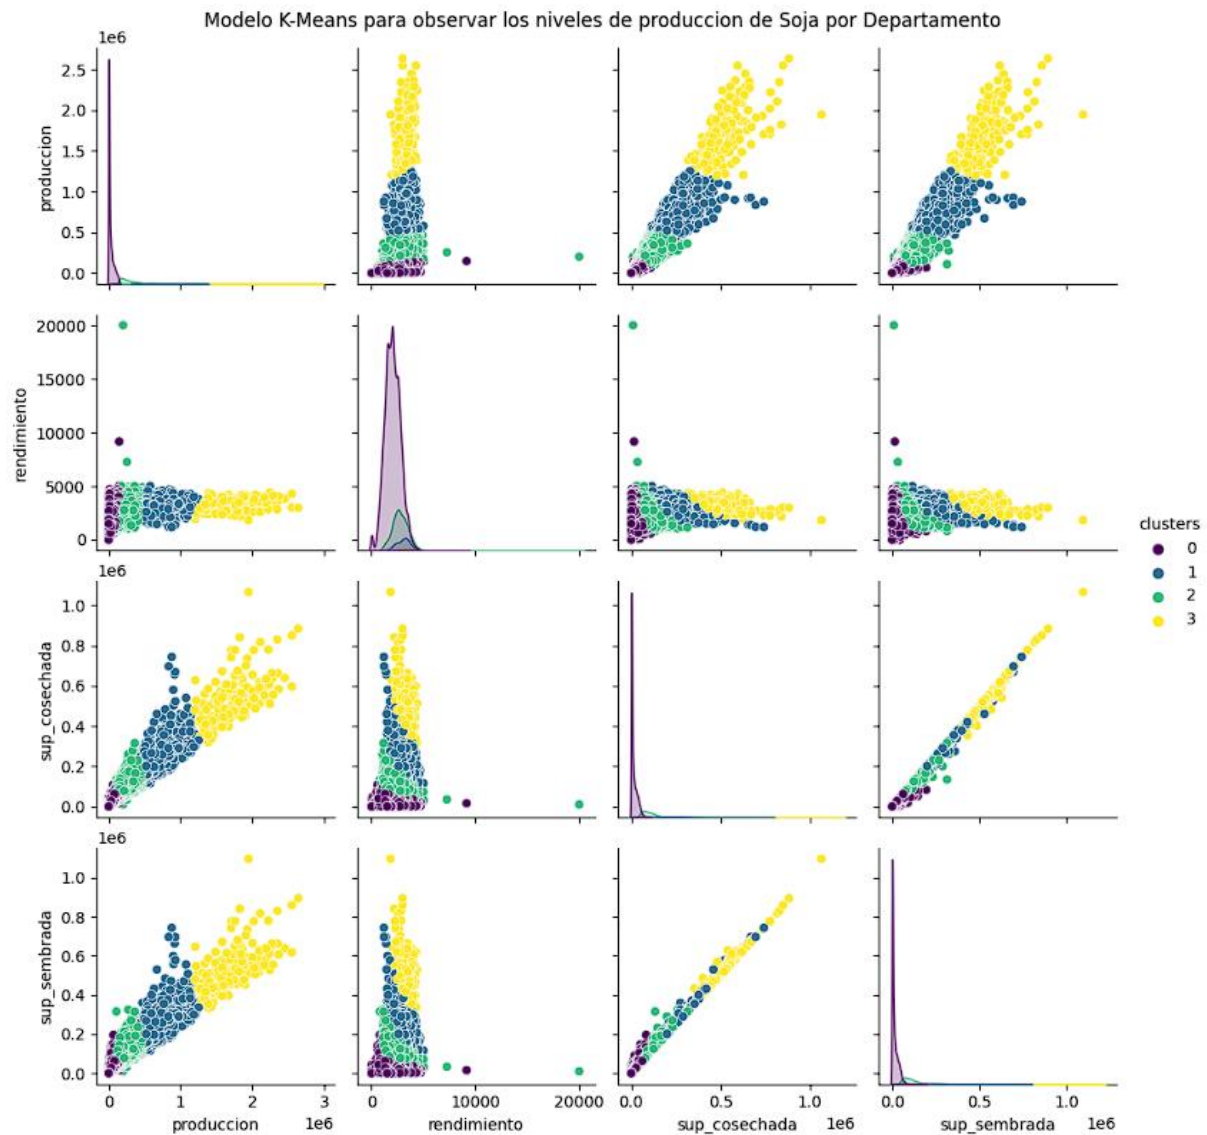 Modelo K-Means para observar los niveles de produccion de Soja por Departamento
1e6
2.5
2.0
1.5
1.0
0.5
0.0
produccion
20000
15000
10000
5000
0
rendimiento
clusters
0
1
2
3
1e6
1.0
0.8
0.6
0.4
0.2
0.0
sup_cosechada
1e6
1.0
0.8
0.6
0.4
0.2
0.0
sup_sembrada
0 1 2 3
1e6
produccion
0 10000 20000
rendimiento
0.0 0.5 1.0
1e6
sup_cosechada
0.0 0.5 1.0
1e6
sup_sembrada